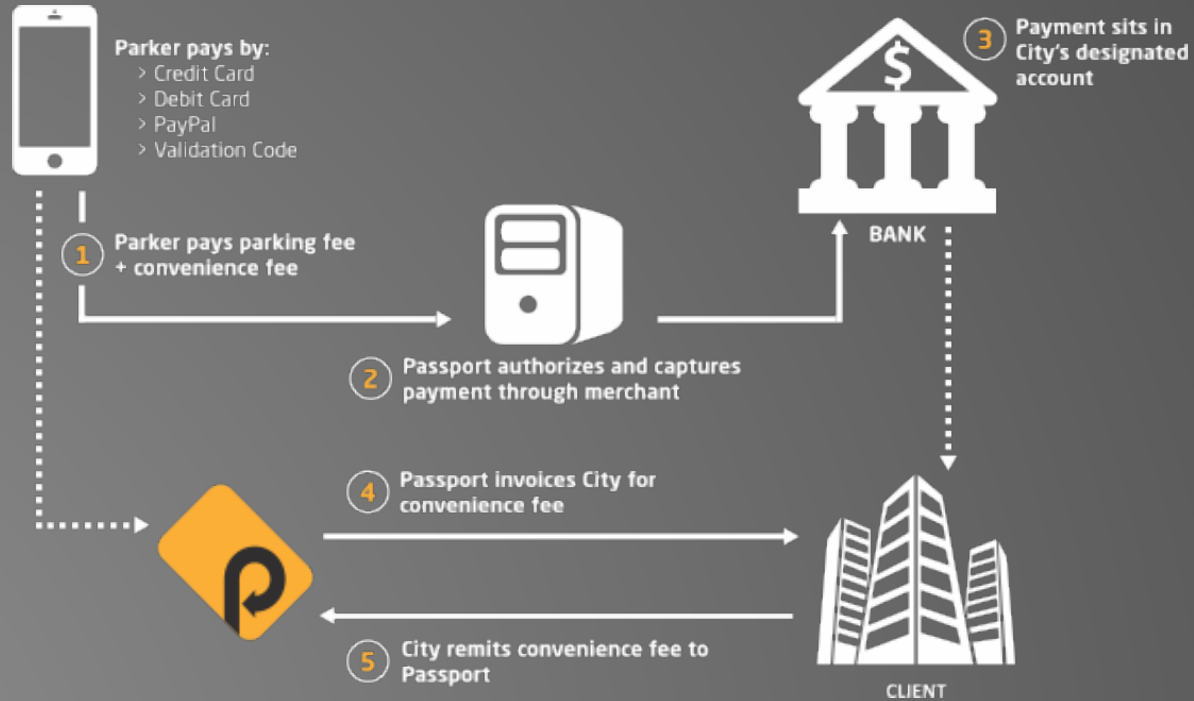 Parker pays by:
> Credit Card
> Debit Card
> PayPal
> Validation Code
3
Payment sits in
City's designated
account
$
BANK
1
Parker pays parking fee
+ convenience fee
2
Passport authorizes and captures
payment through merchant
4
Passport invoices City for
convenience fee
P
5
City remits convenience fee to
Passport
CLIENT